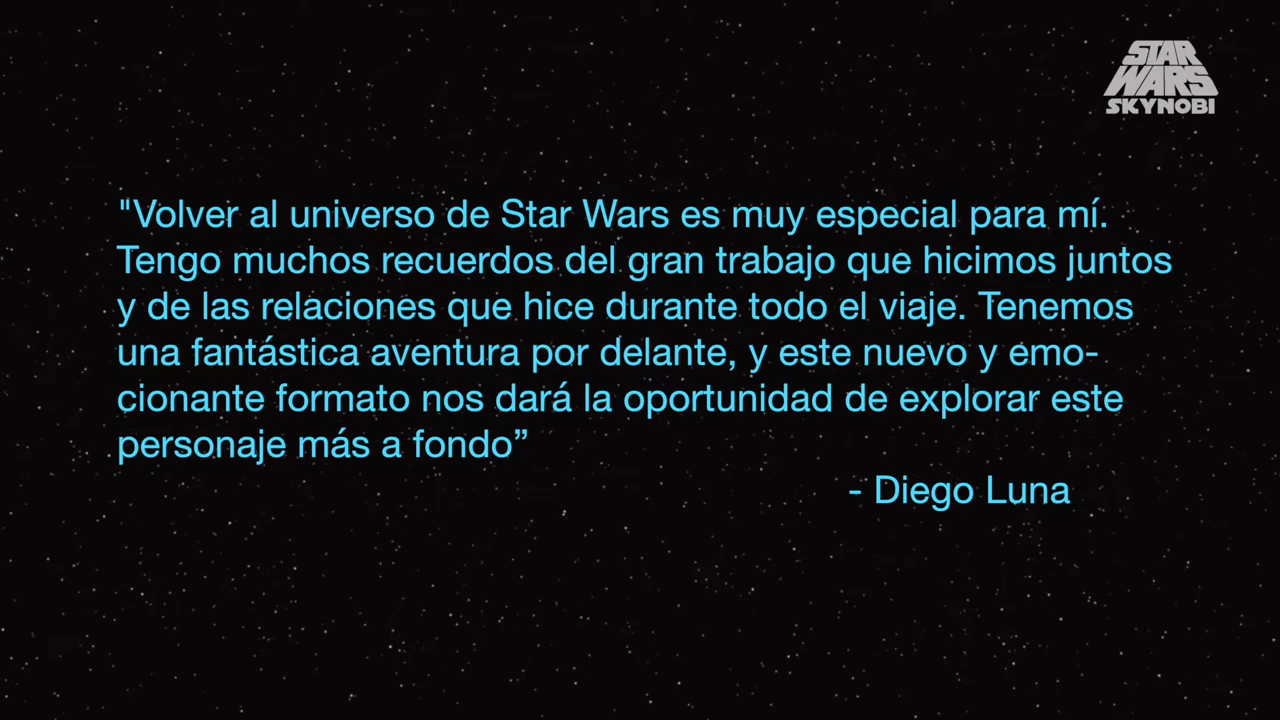 STAR
WARS
SKYNOBI
"Volver al universo de Star Wars es muy especial para mí.
Tengo muchos recuerdos del gran trabajo que hicimos juntos
y de las relaciones que hice durante todo el viaje. Tenemos
una fantástica aventura por delante, y este nuevo y emo-
cionante formato nos dará la oportunidad de explorar este
personaje más a fondo”
- Diego Luna